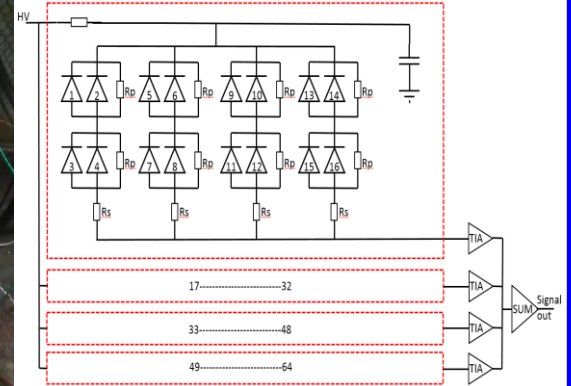 HV
1 2 Rp 5 6 Rp 9 10 Rp 13 14 Rp
3 4 Rp 7 8 Rp 11 12 Rp 15 16 Rp
Rs Rs Rs Rs
TIA
17---------------------------32
TIA
SUM
Signal
out
33---------------------------48
TIA
49---------------------------64
TIA